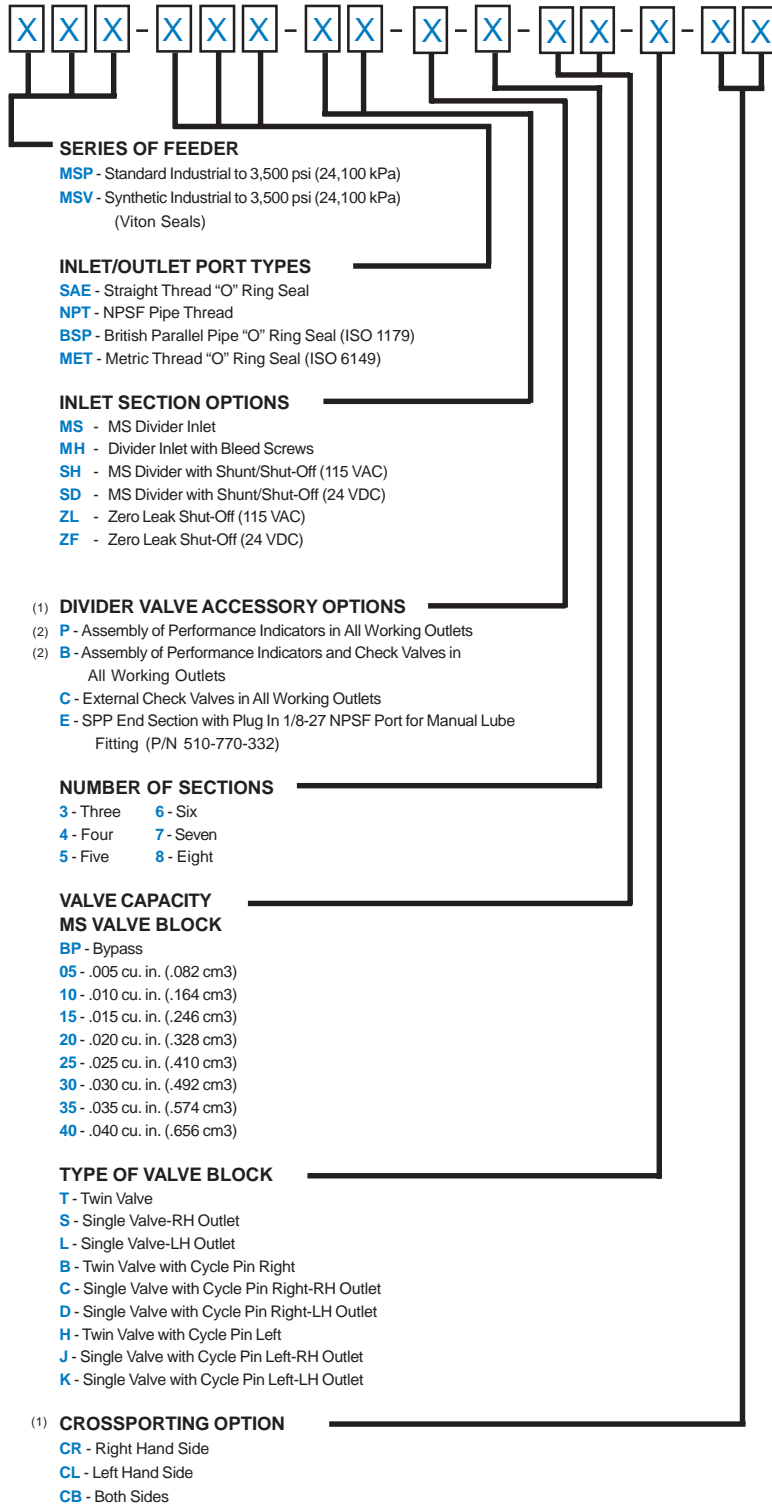 X X X - X X X - X X - X - X - X X - X - X X
SERIES OF FEEDER
MSP - Standard Industrial to 3,500 psi (24,100 kPa)
MSV - Synthetic Industrial to 3,500 psi (24,100 kPa)
(Viton Seals)
INLET/OUTLET PORT TYPES
SAE - Straight Thread “O” Ring Seal
NPT - NPSF Pipe Thread
BSP - British Parallel Pipe “O” Ring Seal (ISO 1179)
MET - Metric Thread “O” Ring Seal (ISO 6149)
INLET SECTION OPTIONS
MS - MS Divider Inlet
MH - Divider Inlet with Bleed Screws
SH - MS Divider with Shunt/Shut-Off (115 VAC)
SD - MS Divider with Shunt/Shut-Off (24 VDC)
ZL - Zero Leak Shut-Off (115 VAC)
ZF - Zero Leak Shut-Off (24 VDC)
(1) DIVIDER VALVE ACCESSORY OPTIONS
(2) P - Assembly of Performance Indicators in All Working Outlets
(2) B - Assembly of Performance Indicators and Check Valves in
All Working Outlets
C - External Check Valves in All Working Outlets
E - SPP End Section with Plug In 1/8-27 NPSF Port for Manual Lube
Fitting (P/N 510-770-332)
NUMBER OF SECTIONS
3 - Three 6 - Six
4 - Four 7 - Seven
5 - Five 8 - Eight
VALVE CAPACITY
MS VALVE BLOCK
BP - Bypass
05 - .005 cu. in. (.082 cm3)
10 - .010 cu. in. (.164 cm3)
15 - .015 cu. in. (.246 cm3)
20 - .020 cu. in. (.328 cm3)
25 - .025 cu. in. (.410 cm3)
30 - .030 cu. in. (.492 cm3)
35 - .035 cu. in. (.574 cm3)
40 - .040 cu. in. (.656 cm3)
TYPE OF VALVE BLOCK
T - Twin Valve
S - Single Valve-RH Outlet
L - Single Valve-LH Outlet
B - Twin Valve with Cycle Pin Right
C - Single Valve with Cycle Pin Right-RH Outlet
D - Single Valve with Cycle Pin Right-LH Outlet
H - Twin Valve with Cycle Pin Left
J - Single Valve with Cycle Pin Left-RH Outlet
K - Single Valve with Cycle Pin Left-LH Outlet
(1) CROSSPORTING OPTION
CR - Right Hand Side
CL - Left Hand Side
CB - Both Sides